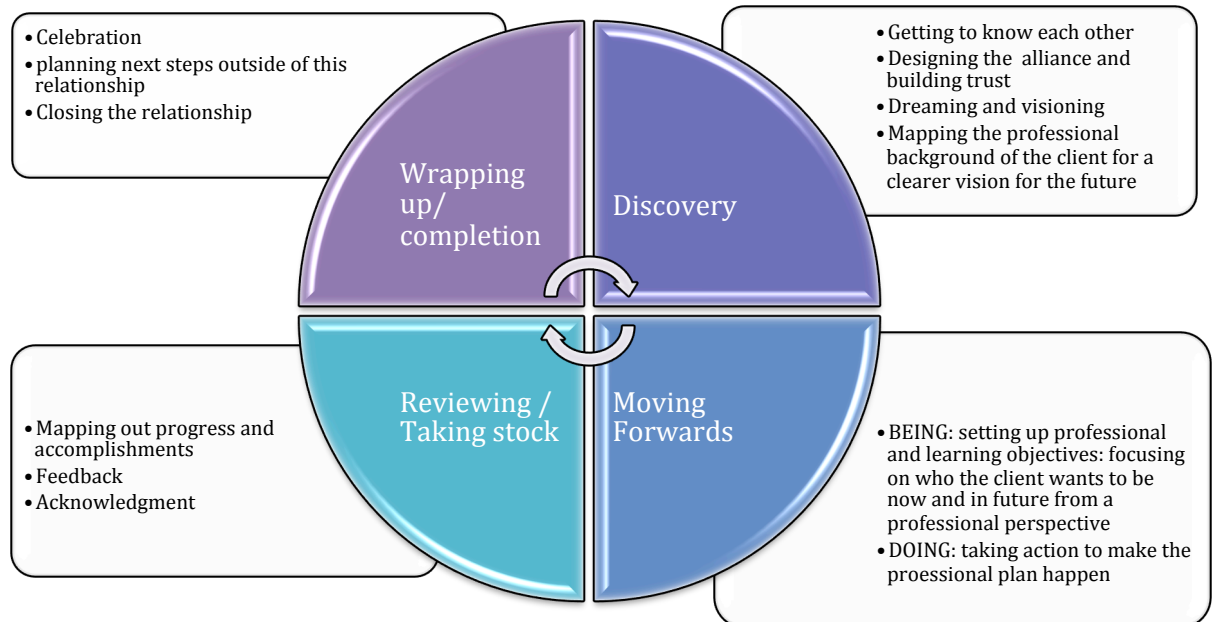 •Celebration
•planning next steps outside of this
relationship
•Closing the relationship
•Getting to know each other
•Designing the alliance and
building trust
•Dreaming and visioning
•Mapping the professional
background of the client for a
clearer vision for the future
Wrapping
up/
completion
Discovery
Reviewing /
Taking stock
Moving
Forwards
•Mapping out progress and
accomplishments
•Feedback
•Acknowledgment
•BEING: setting up professional
and learning objectives: focusing
on who the client wants to be
now and in future from a
professional perspective
•DOING: taking action to make the
proessional plan happen